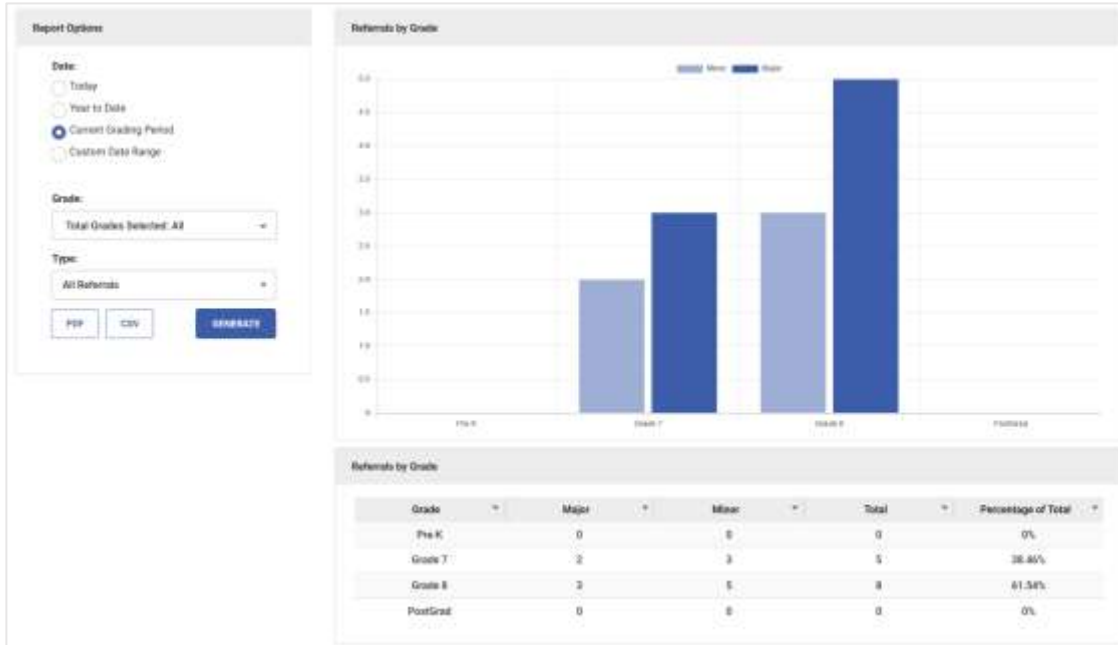 Report Options
Date:
Today
Year to Date
Current Grading Period
Custom Date Range
Grade:
Total Grades Selected: All
Type:
All Referrals
PDF CSV GENERATE
Referrals by Grade
Minor Major
5.0
4.5
4.0
3.5
3.0
2.5
2.0
1.5
1.0
0.5
0
Pre K Grade 7 Grade 8 PostGrad
Referrals by Grade
Grade Major Minor Total Percentage of Total
Pre K 0 0 0 0%
Grade 7 2 3 5 38.46%
Grade 8 3 5 8 61.54%
PostGrad 0 0 0 0%